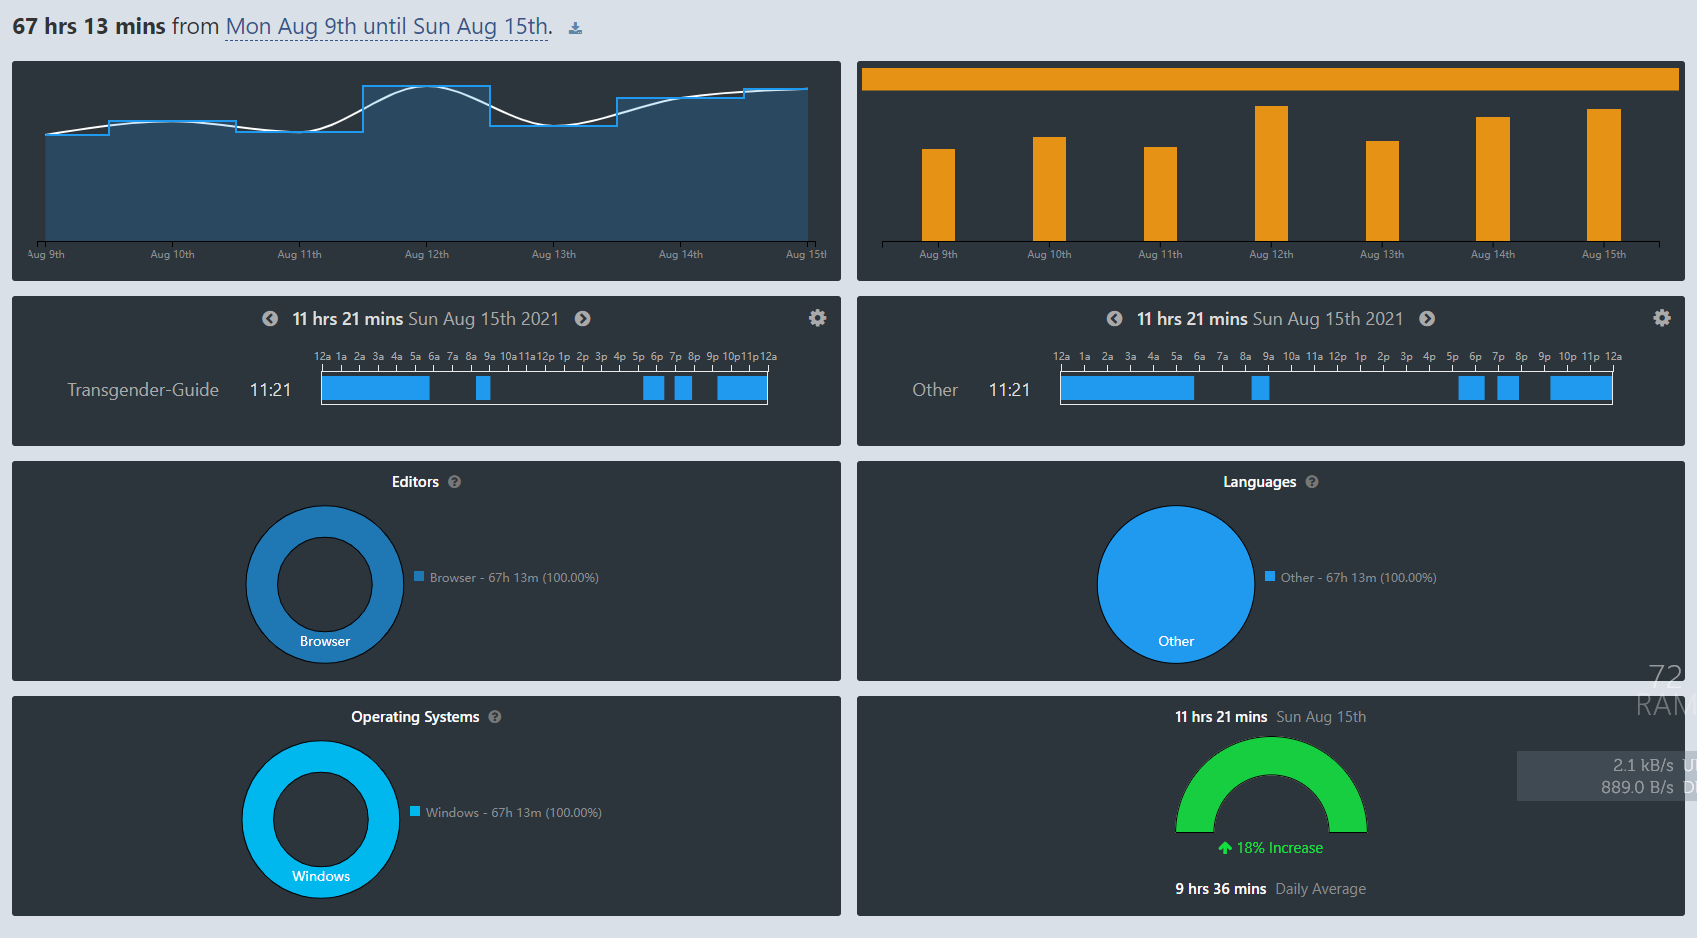 67 hrs 13 mins from Mon Aug 9th until Sun Aug 15th.
Aug 9th Aug 10th Aug 11th Aug 12th Aug 13th Aug 14th Aug 15th
Aug 9th Aug 10th Aug 11th Aug 12th Aug 13th Aug 14th Aug 15th
11 hrs 21 mins Sun Aug 15th 2021
12a 1a 2a 3a 4a 5a 6a 7a 8a 9a 10a 11a 12p 1p 2p 3p 4p 5p 6p 7p 8p 9p 10p 11p 12a
Transgender-Guide 11:21
11 hrs 21 mins Sun Aug 15th 2021
12a 1a 2a 3a 4a 5a 6a 7a 8a 9a 10a 11a 12p 1p 2p 3p 4p 5p 6p 7p 8p 9p 10p 11p 12a
Other 11:21
Editors
Browser - 67h 13m (100.00%)
Browser
Languages
Other - 67h 13m (100.00%)
Other
72
RAM
Operating Systems
Windows - 67h 13m (100.00%)
Windows
11 hrs 21 mins Sun Aug 15th
18% Increase
9 hrs 36 mins Daily Average
2.1 kB/s
889.0 B/s